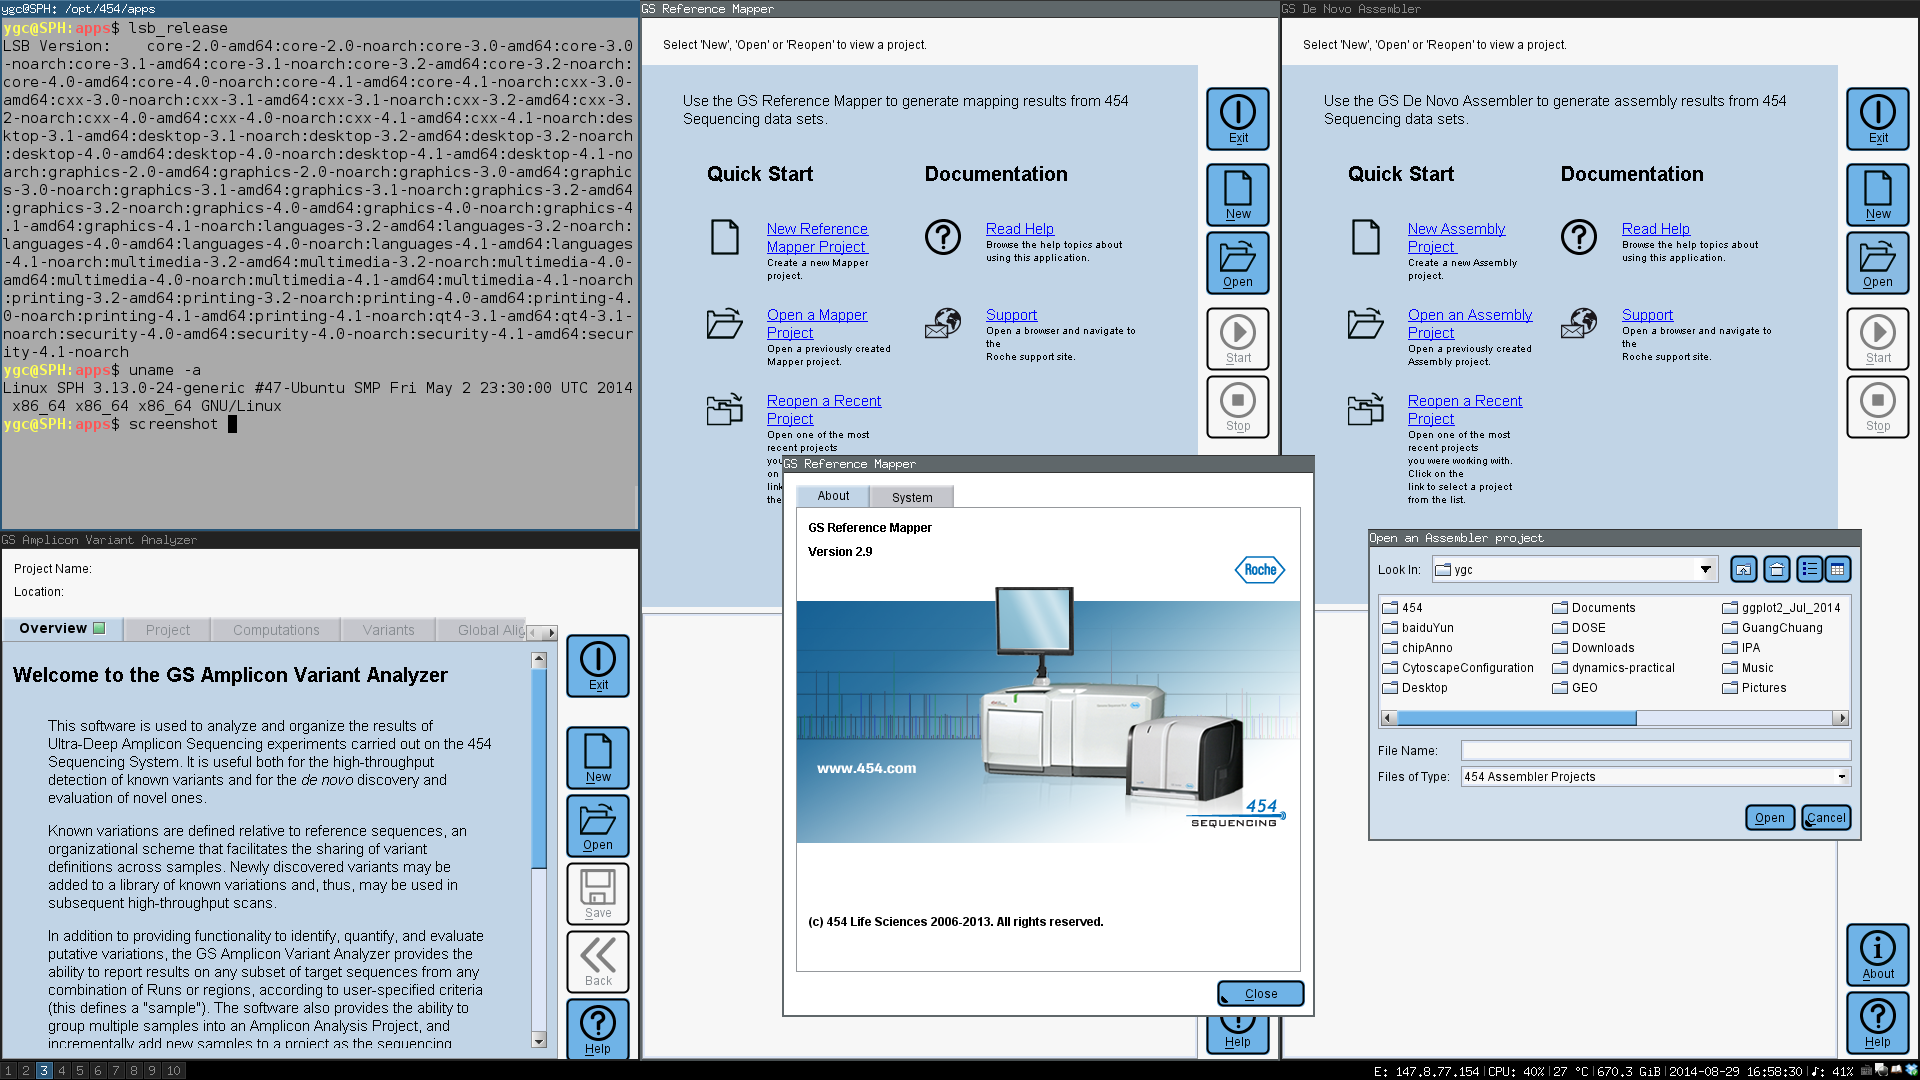 ygc@SPH: /opt/454/apps
ygc@SPH:apps$ lsb_release
LSB Version:    core-2.0-amd64:core-2.0-noarch:core-3.0-amd64:core-3.0
-noarch:core-3.1-amd64:core-3.1-noarch:core-3.2-amd64:core-3.2-noarch:
core-4.0-amd64:core-4.0-noarch:core-4.1-amd64:core-4.1-noarch:cxx-3.0-
amd64:cxx-3.0-noarch:cxx-3.1-amd64:cxx-3.1-noarch:cxx-3.2-amd64:cxx-3.
2-noarch:cxx-4.0-amd64:cxx-4.0-noarch:cxx-4.1-amd64:cxx-4.1-noarch:des
ktop-3.1-amd64:desktop-3.1-noarch:desktop-3.2-amd64:desktop-3.2-noarch
:desktop-4.0-amd64:desktop-4.0-noarch:desktop-4.1-amd64:desktop-4.1-no
arch:graphics-2.0-amd64:graphics-2.0-noarch:graphics-3.0-amd64:graphic
s-3.0-noarch:graphics-3.1-amd64:graphics-3.1-noarch:graphics-3.2-amd64
:graphics-3.2-noarch:graphics-4.0-amd64:graphics-4.0-noarch:graphics-4
.1-amd64:graphics-4.1-noarch:languages-3.2-amd64:languages-3.2-noarch:
languages-4.0-amd64:languages-4.0-noarch:languages-4.1-amd64:languages
-4.1-noarch:multimedia-3.2-amd64:multimedia-3.2-noarch:multimedia-4.0-
amd64:multimedia-4.0-noarch:multimedia-4.1-amd64:multimedia-4.1-noarch
:printing-3.2-amd64:printing-3.2-noarch:printing-4.0-amd64:printing-4.
0-noarch:printing-4.1-amd64:printing-4.1-noarch:qt4-3.1-amd64:qt4-3.1-
noarch:security-4.0-amd64:security-4.0-noarch:security-4.1-amd64:secur
ity-4.1-noarch
ygc@SPH:apps$ uname -a
Linux SPH 3.13.0-24-generic #47-Ubuntu SMP Fri May 2 23:30:00 UTC 2014
 x86_64 x86_64 x86_64 GNU/Linux
ygc@SPH:apps$ screenshot
GS Amplicon Variant Analyzer
Project Name:
Location:
Overview
Project
Computations
Variants
Global Alig
Welcome to the GS Amplicon Variant Analyzer
This software is used to analyze and organize the results of
Ultra-Deep Amplicon Sequencing experiments carried out on the 454
Sequencing System. It is useful both for the high-throughput
detection of known variants and for the de novo discovery and
evaluation of novel ones.
Known variations are defined relative to reference sequences, an
organizational scheme that facilitates the sharing of variant
definitions across samples. Newly discovered variants may be
added to a library of known variations and, thus, may be used in
subsequent high-throughput scans.
In addition to providing functionality to identify, quantify, and evaluate
putative variations, the GS Amplicon Variant Analyzer provides the
ability to report results on any subset of target sequences from any
combination of Runs or regions, according to user-specified criteria
(this defines a "sample"). The software also provides the ability to
group multiple samples into an Amplicon Analysis Project, and
incrementally add new samples to a project as the sequencing
Exit
New
Open
Save
Back
Help
GS Reference Mapper
Select 'New', 'Open' or 'Reopen' to view a project.
Use the GS Reference Mapper to generate mapping results from 454
Sequencing data sets.
Quick Start
New Reference
Mapper Project
Create a new Mapper
project.
Open a Mapper
Project
Open a previously created
Mapper project.
Reopen a Recent
Project
Open one of the most
recent projects
you
on
link
the
Documentation
Read Help
Browse the help topics about
using this application.
Support
Open a browser and navigate to
the
Roche support site.
Exit
New
Open
Start
Stop
Help
GS Reference Mapper
About
System
GS Reference Mapper
Version 2.9
Roche
www.454.com
454
SEQUENCING
(c) 454 Life Sciences 2006-2013. All rights reserved.
Close
GS De Novo Assembler
Select 'New', 'Open' or 'Reopen' to view a project.
Use the GS De Novo Assembler to generate assembly results from 454
Sequencing data sets.
Quick Start
New Assembly
Project
Create a new Assembly
project.
Open an Assembly
Project
Open a previously created
Assembly project.
Reopen a Recent
Project
Open one of the most
recent projects
you were working with.
Click on the
link to select a project
from the list.
Documentation
Read Help
Browse the help topics about
using this application.
Support
Open a browser and navigate to
the
Roche support site.
Exit
New
Open
Start
Stop
About
Help
Open an Assembler project
Look In:
ygc
454
baiduYun
chipAnno
CytoscapeConfiguration
Desktop
Documents
DOSE
Downloads
dynamics-practical
GEO
ggplot2_Jul_2014
GuangChuang
IPA
Music
Pictures
File Name:
Files of Type:
454 Assembler Projects
Open
Cancel
1 2 3 4 5 6 7 8 9 10
E: 147.8.77.154|CPU: 40%|27 °C|670.3 GiB|2014-08-29 16:58:30|♪: 41%